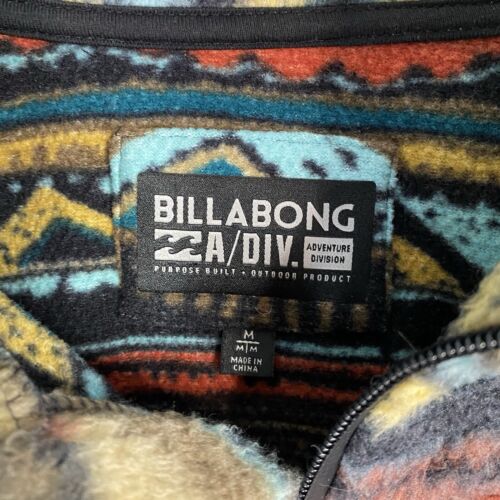 BILLABONG
A/DIV. ADVENTURE DIVISION
PURPOSE BUILT • OUTDOOR PRODUCT
M
M/M
MADE IN
CHINA